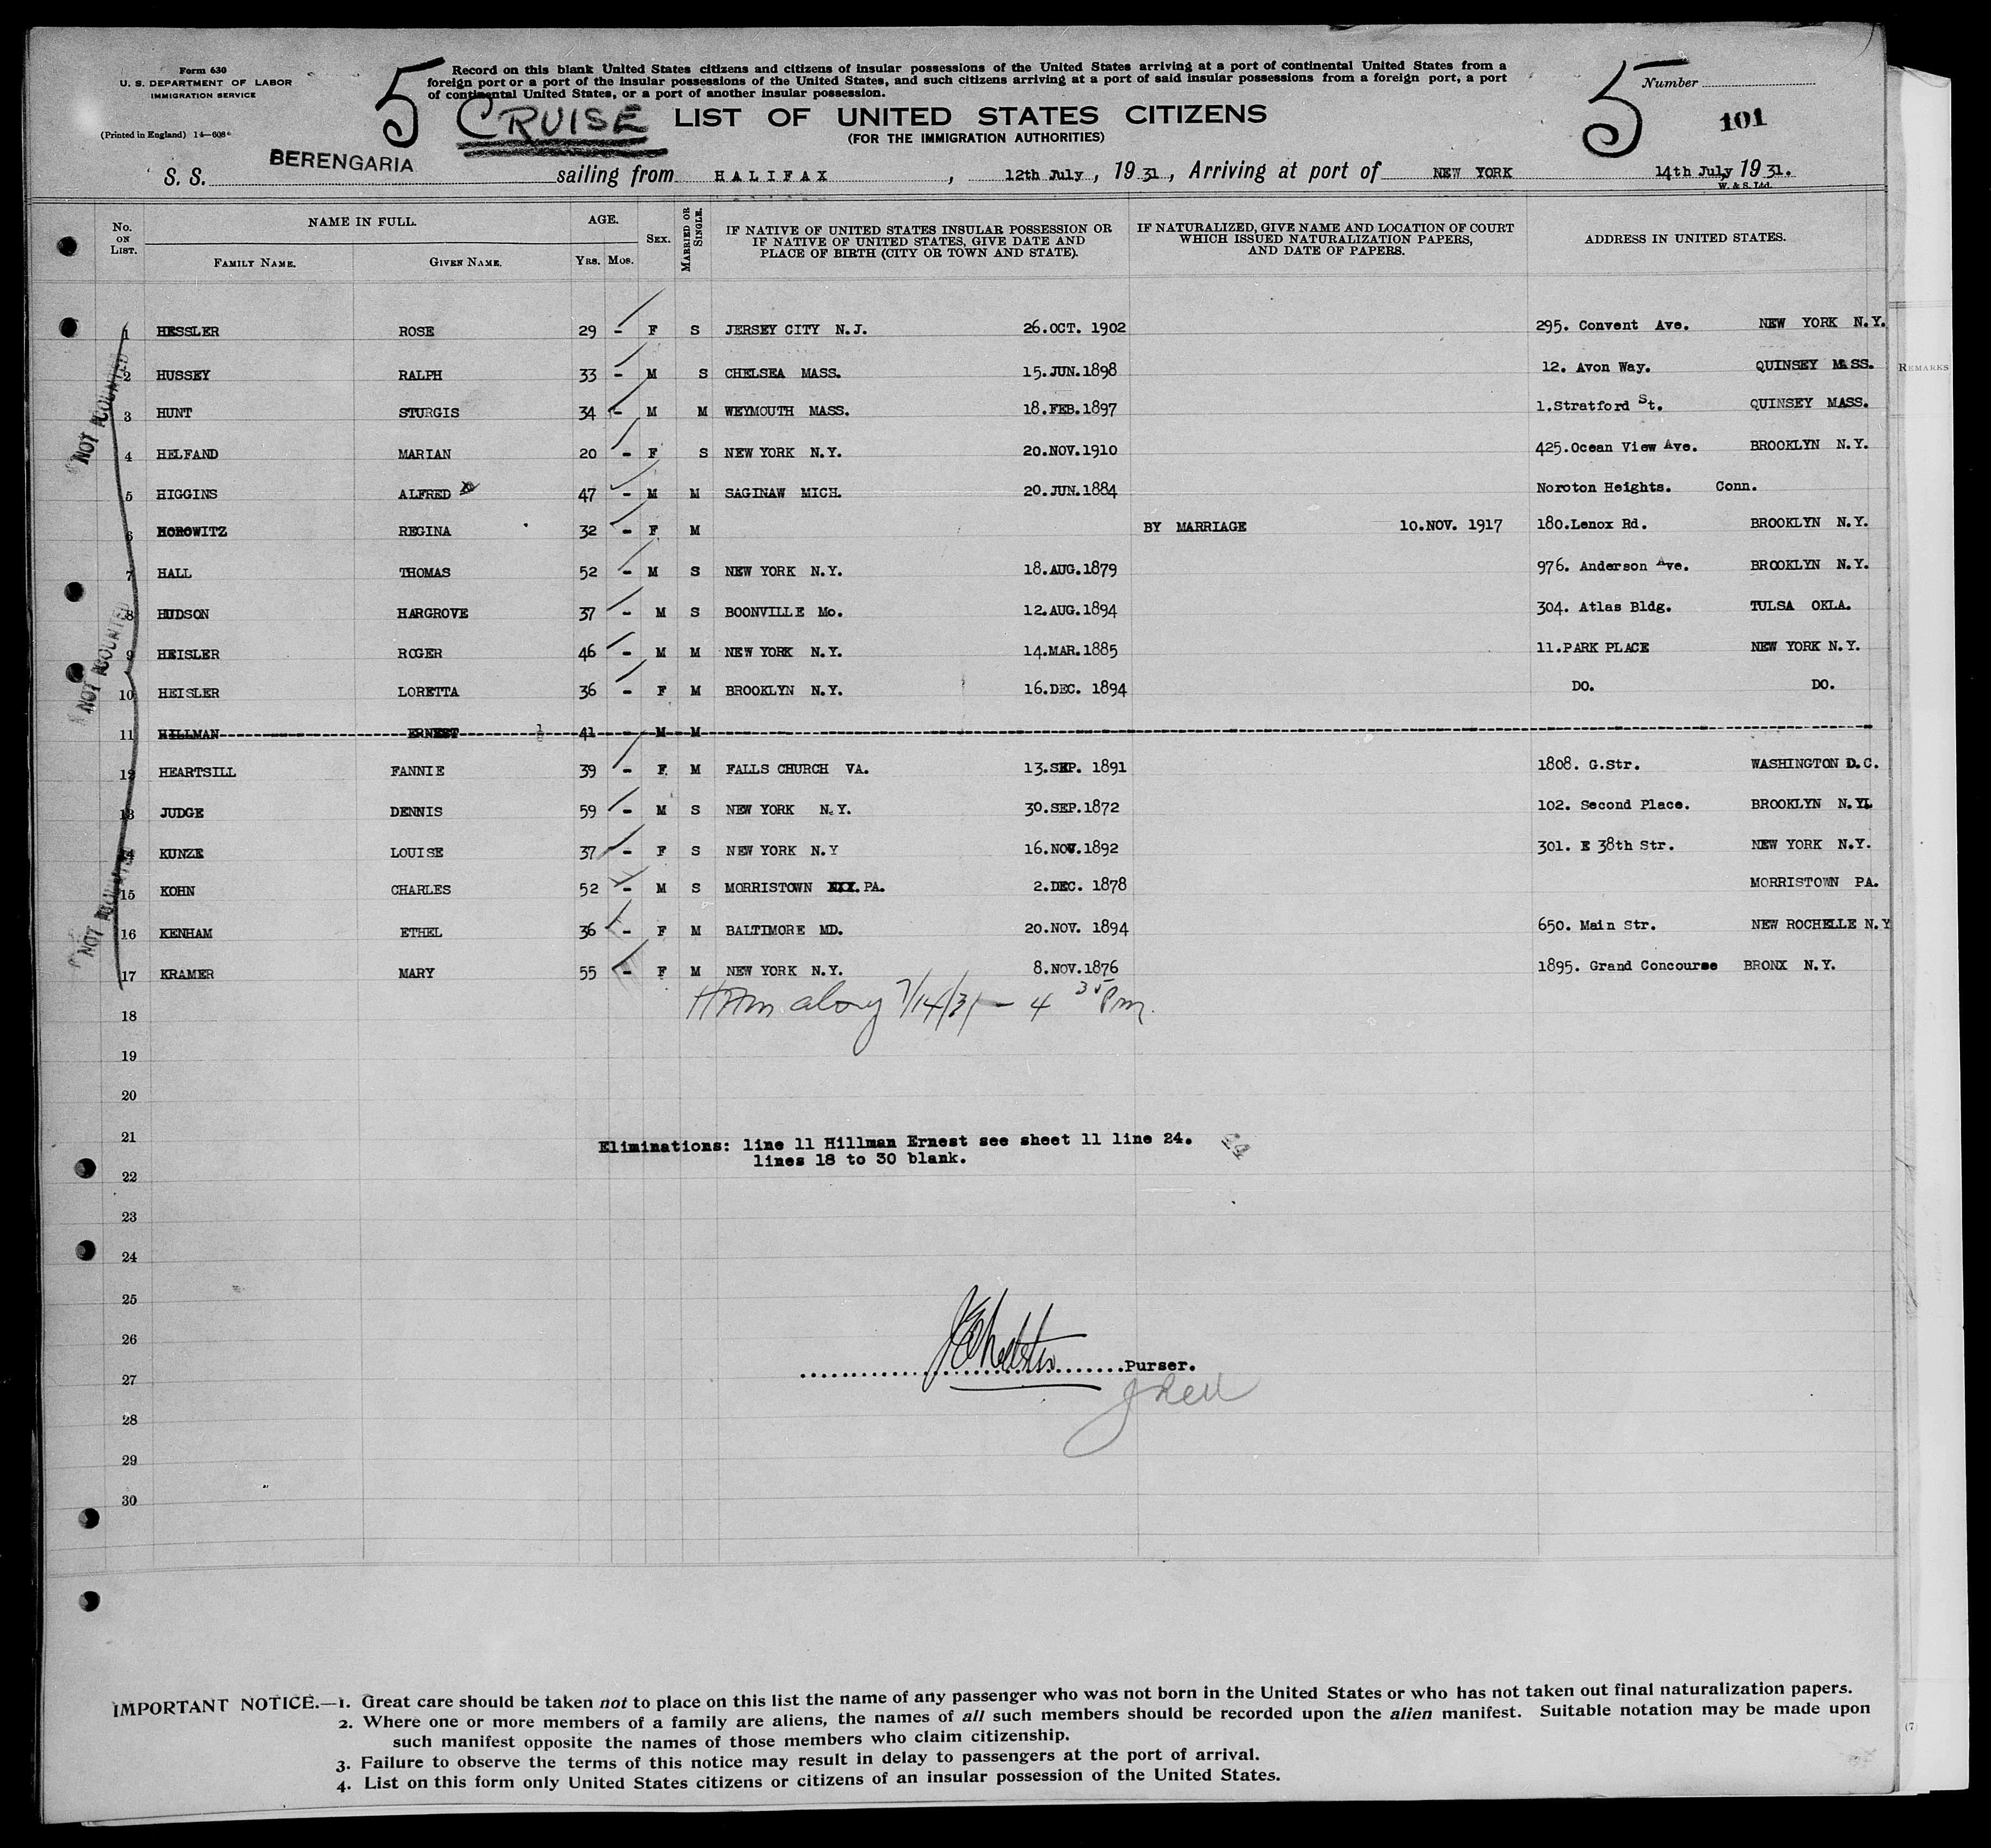 Form 630
U. S. DEPARTMENT OF LABOR
IMMIGRATION SERVICE
(Printed in England) 14—608
5
Record on this blank United States citizens and citizens of insular possessions of the United States arriving at a port of continental United States from a
foreign port or a port of the insular possessions of the United States, and such citizens arriving at a port of said insular possessions from a foreign port, a port
of continental United States, or a port of another insular possession.
5
Number
101
CRUISE LIST OF UNITED STATES CITIZENS
(FOR THE IMMIGRATION AUTHORITIES)
S. S. BERENGARIA sailing from HALIFAX, 12th July, 1931, Arriving at port of NEW YORK 14th July, 1931.
W. & S. Ltd.
No. ON LIST. NAME IN FULL. FAMILY NAME. GIVEN NAME. AGE. Yrs. Mos. SEX. MARRIED OR SINGLE. IF NATIVE OF UNITED STATES INSULAR POSSESSION OR IF NATIVE OF UNITED STATES, GIVE DATE AND PLACE OF BIRTH (CITY OR TOWN AND STATE). IF NATURALIZED, GIVE NAME AND LOCATION OF COURT WHICH ISSUED NATURALIZATION PAPERS, AND DATE OF PAPERS. ADDRESS IN UNITED STATES.
REMARKS
NOT ACCOUNTED
NOT ACCOUNTED
NOT
1 HESSLER ROSE 29 - F S JERSEY CITY N.J. 26.OCT. 1902 295. Convent Ave. NEW YORK N.Y.
2 HUSSEY RALPH 33 - M S CHELSEA MASS. 15.JUN.1898 12. Avon Way. QUINSEY MASS.
3 HUNT STURGIS 34 - M M WEYMOUTH MASS. 18.FEB.1897 1.Stratford St. QUINSEY MASS.
4 HELFAND MARIAN 20 - F S NEW YORK N.Y. 20.NOV.1910 425.Ocean View Ave. BROOKLYN N.Y.
5 HIGGINS ALFRED 47 - M M SAGINAW MICH. 20.JUN.1884 Noroton Heights. Conn.
6 HOROWITZ REGINA 32 - F M BY MARRIAGE 10.NOV. 1917 180.Lenox Rd. BROOKLYN N.Y.
7 HALL THOMAS 52 - M S NEW YORK N.Y. 18.AUG.1879 976. Anderson Ave. BROOKLYN N.Y.
8 HUDSON HARGROVE 37 - M S BOONVILLE Mo. 12.AUG.1894 304. Atlas Bldg. TULSA OKLA.
9 HEISLER ROGER 46 - M M NEW YORK N.Y. 14.MAR.1885 11.PARK PLACE NEW YORK N.Y.
10 HEISLER LORETTA 36 - F M BROOKLYN N.Y. 16.DEC. 1894 DO. DO.
11 HILLMAN ERNEST 41 - M M
12 HEARTSILL FANNIE 39 - F M FALLS CHURCH VA. 13.SEP. 1891 1808. G.Str. WASHINGTON D.C.
13 JUDGE DENNIS 59 - M S NEW YORK N.Y. 30.SEP.1872 102. Second Place. BROOKLYN N.Y.
14 KUNZE LOUISE 37 - F S NEW YORK N.Y 16.NOV.1892 301. E 38th Str. NEW YORK N.Y.
15 KOHN CHARLES 52 - M S MORRISTOWN XXX.PA. 2.DEC. 1878 MORRISTOWN PA.
16 KENHAM ETHEL 36 - F M BALTIMORE MD. 20.NOV. 1894 650. Main Str. NEW ROCHELLE N.Y
17 KRAMER MARY 55 - F M NEW YORK N.Y. 8.NOV.1876 1895. Grand Concourse BRONX N.Y.
along 7/14/31 — 4 35 Pm.
18
19
20
21
Eliminations: line 11 Hillman Ernest see sheet 11 line 24.
lines 18 to 30 blank.
22
23
24
25
26
Purser.
27
28
29
30
IMPORTANT NOTICE.—1. Great care should be taken not to place on this list the name of any passenger who was not born in the United States or who has not taken out final naturalization papers.
2. Where one or more members of a family are aliens, the names of all such members should be recorded upon the alien manifest. Suitable notation may be made upon
such manifest opposite the names of those members who claim citizenship.
3. Failure to observe the terms of this notice may result in delay to passengers at the port of arrival.
4. List on this form only United States citizens or citizens of an insular possession of the United States.
(7)